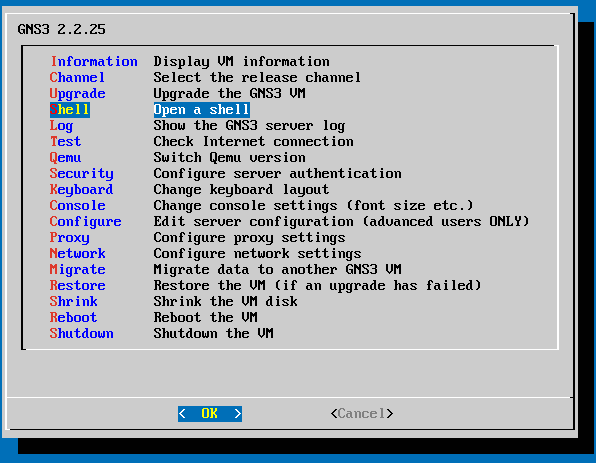 GNS3 2.2.25
Information Display VM information
Channel Select the release channel
Upgrade Upgrade the GNS3 VM
Shell Open a shell
Log Show the GNS3 server log
Test Check Internet connection
Qemu Switch Qemu version
Security Configure server authentication
Keyboard Change keyboard layout
Console Change console settings (font size etc.)
Configure Edit server configuration (advanced users ONLY)
Proxy Configure proxy settings
Network Configure network settings
Migrate Migrate data to another GNS3 VM
Restore Restore the VM (if an upgrade has failed)
Shrink Shrink the VM disk
Reboot Reboot the VM
Shutdown Shutdown the VM
< OK > <Cancel>